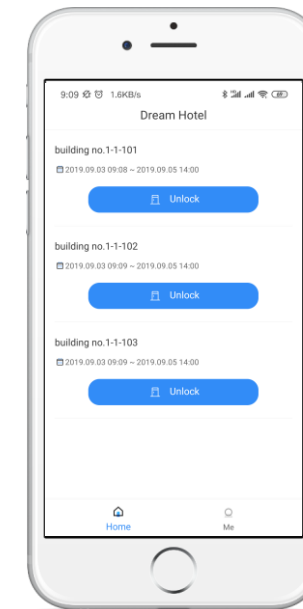 9:09 1.6KB/s
Dream Hotel
building no.1-1-101
2019.09.03 09:08 ~ 2019.09.05 14:00
Unlock
building no.1-1-102
2019.09.03 09:09 ~ 2019.09.05 14:00
Unlock
building no.1-1-103
2019.09.03 09:09 ~ 2019.09.05 14:00
Unlock
Home Me